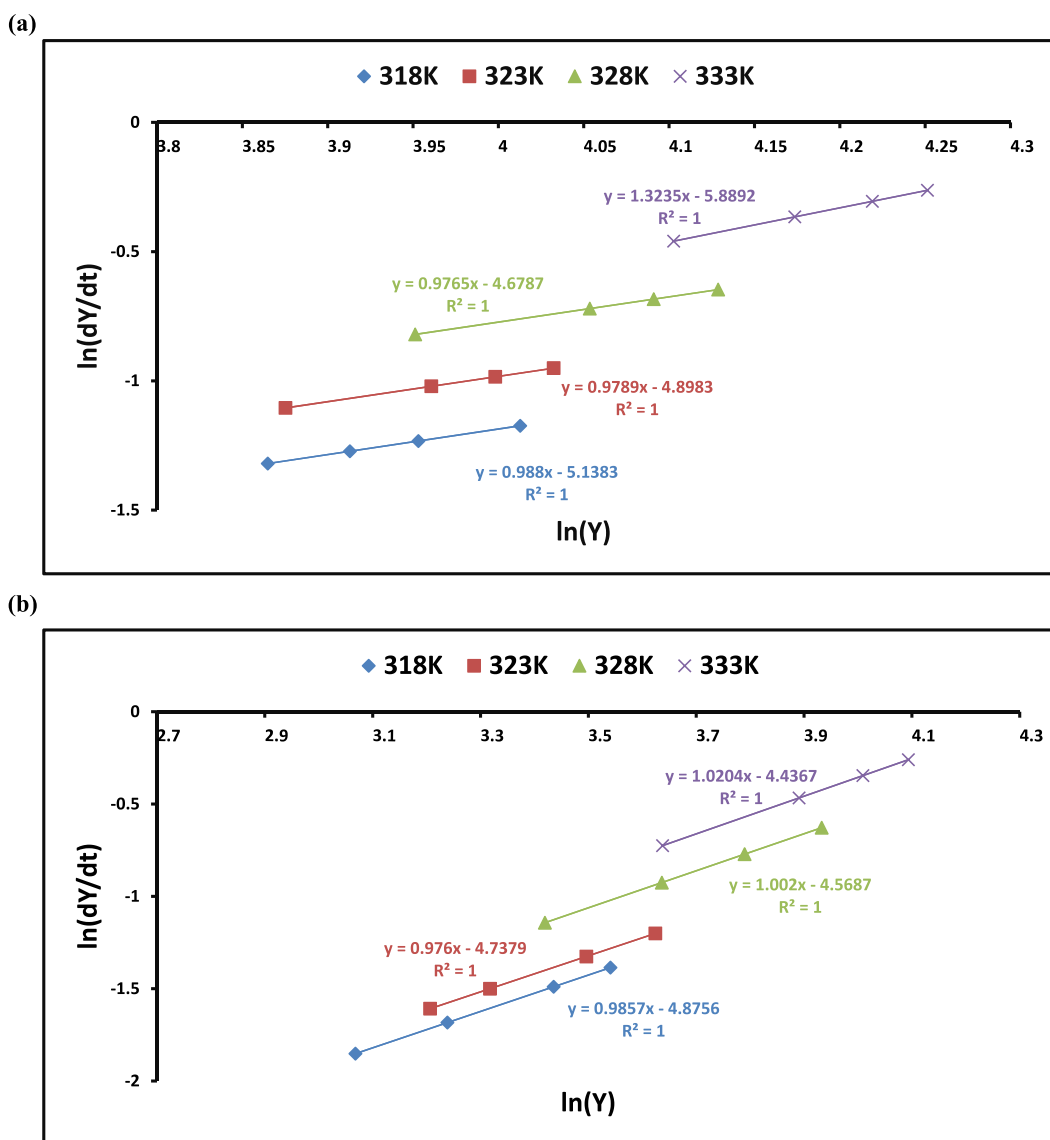 (a)
318K 323K 328K 333K
0
3.8 3.85 3.9 3.95 4 4.05 4.1 4.15 4.2 4.25 4.3
y = 1.3235x - 5.8892
R² = 1
-0.5
y = 0.9765x - 4.6787
R² = 1
ln(dY/dt)
-1
y = 0.9789x - 4.8983
R² = 1
y = 0.988x - 5.1383
R² = 1
-1.5
ln(Y)
(b)
318K 323K 328K 333K
0
2.7 2.9 3.1 3.3 3.5 3.7 3.9 4.1 4.3
y = 1.0204x - 4.4367
R² = 1
-0.5
ln(dY/dt)
-1
y = 1.002x - 4.5687
R² = 1
y = 0.976x - 4.7379
R² = 1
-1.5
y = 0.9857x - 4.8756
R² = 1
-2
ln(Y)